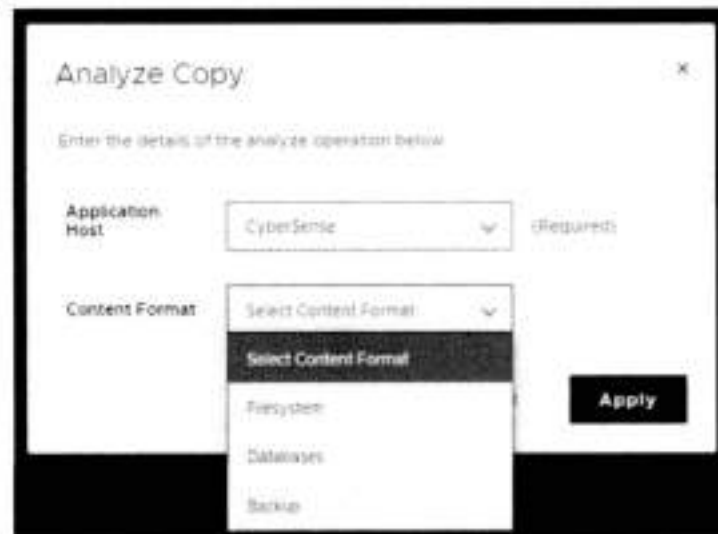 Analyze Copy
×
Enter the details of the analyze operation below
Application
Host
CyberSense
(Required)
Content Format
Select Content Format
Select Content Format
Filesystem
Apply
Databases
Backup